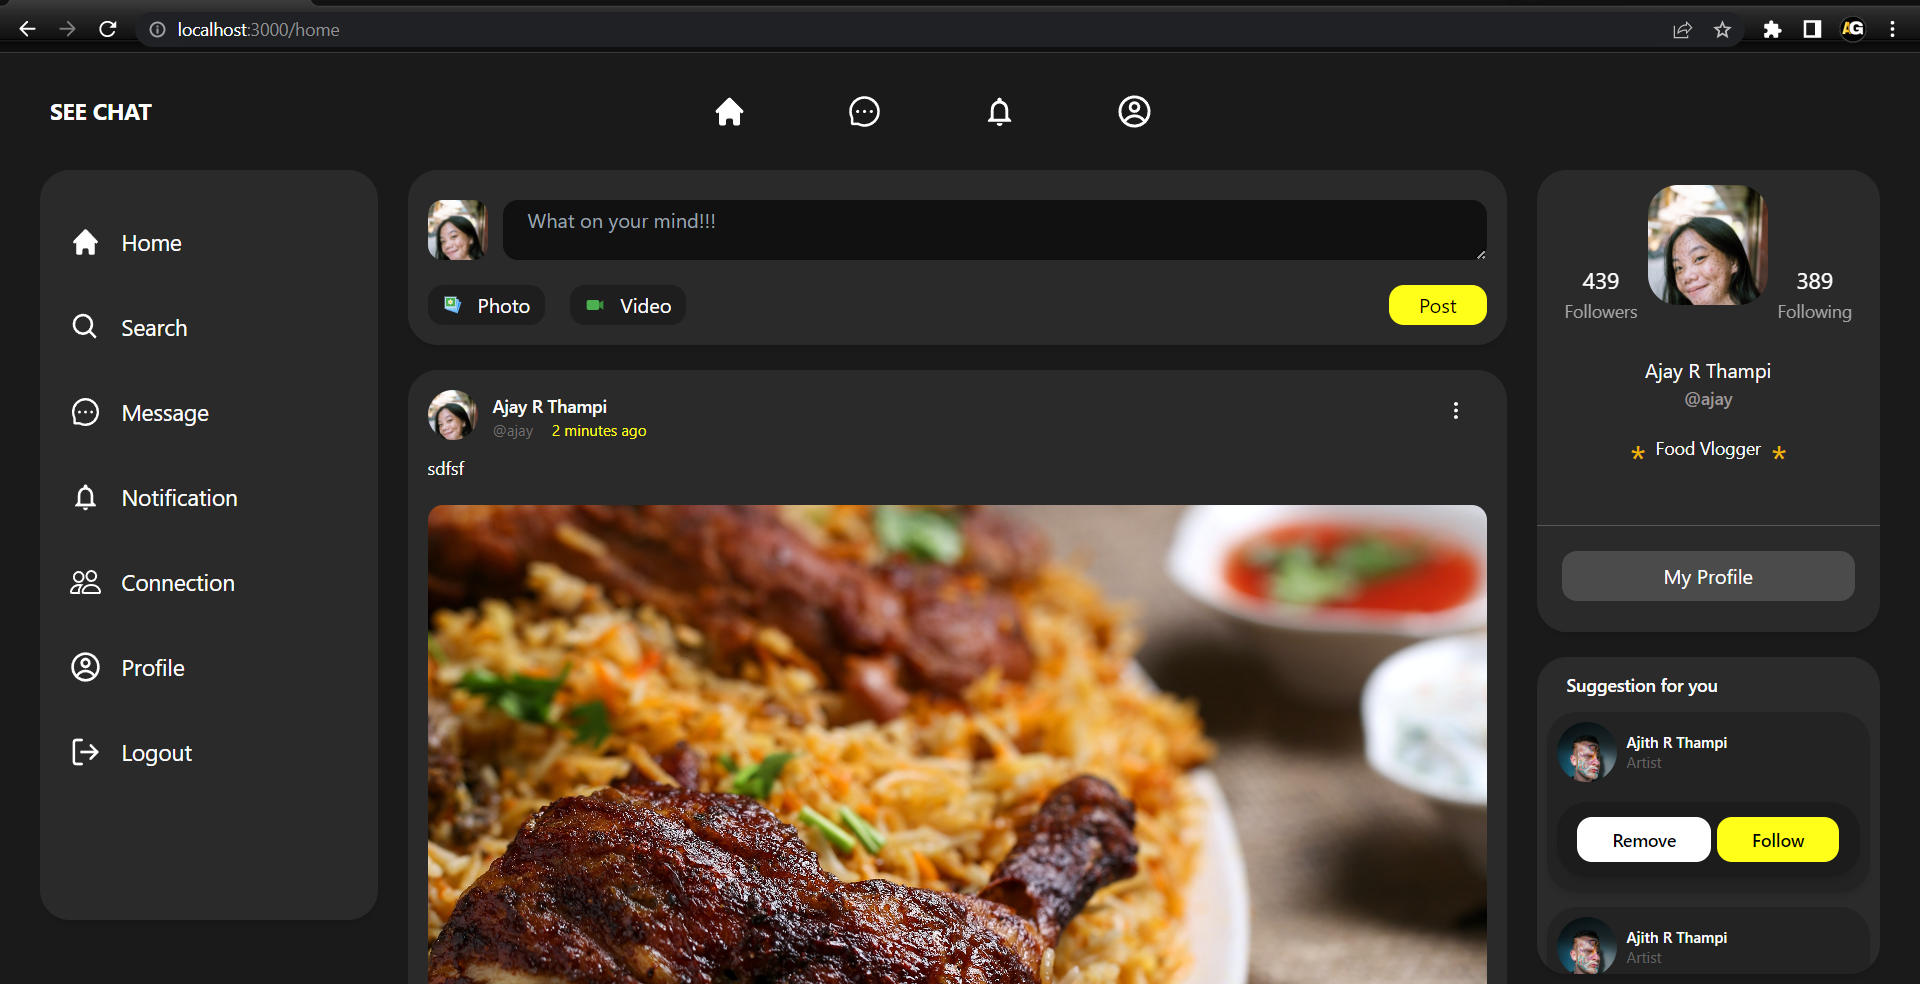 localhost:3000/home
AG
SEE CHAT
Home
Search
Message
Notification
Connection
Profile
Logout
What on your mind!!!
Photo
Video
Post
Ajay R Thampi
@ajay 2 minutes ago
sdfsf
439
Followers
389
Following
Ajay R Thampi
@ajay
* Food Vlogger *
My Profile
Suggestion for you
Ajith R Thampi
Artist
Remove
Follow
Ajith R Thampi
Artist